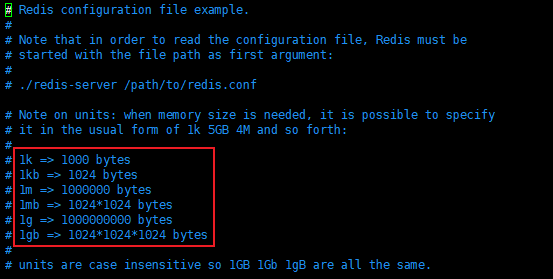 # Redis configuration file example.
#
# Note that in order to read the configuration file, Redis must be
# started with the file path as first argument:
#
# ./redis-server /path/to/redis.conf

# Note on units: when memory size is needed, it is possible to specify
# it in the usual form of 1k 5GB 4M and so forth:
#
# 1k => 1000 bytes
# 1kb => 1024 bytes
# 1m => 1000000 bytes
# 1mb => 1024*1024 bytes
# 1g => 1000000000 bytes
# 1gb => 1024*1024*1024 bytes
#
# units are case insensitive so 1GB 1Gb 1gB are all the same.